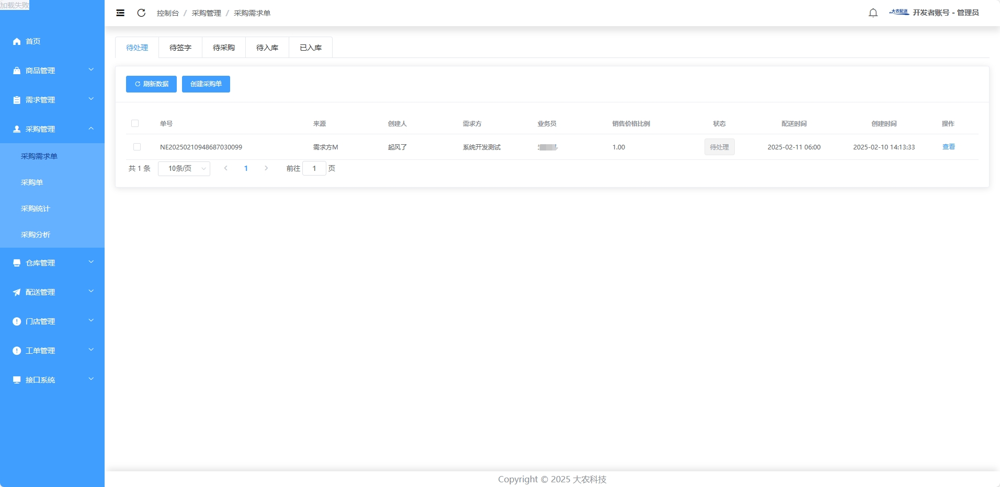 加载失败
首页
商品管理
需求管理
采购管理
采购需求单
采购单
采购统计
采购分析
仓库管理
配送管理
门店管理
工单管理
接口系统
控制台 / 采购管理 / 采购需求单
大农配送 开发者账号 - 管理员
待处理 待签字 待采购 待入库 已入库
刷新数据 创建采购单
单号 来源 创建人 需求方 业务员 销售价格比例 状态 配送时间 创建时间 操作
NE20250210948687030099 需求方M 起风了 系统开发测试 1.00 待处理 2025-02-11 06:00 2025-02-10 14:13:33 查看
共 1 条 10条/页 1 前往 1 页
Copyright © 2025 大农科技